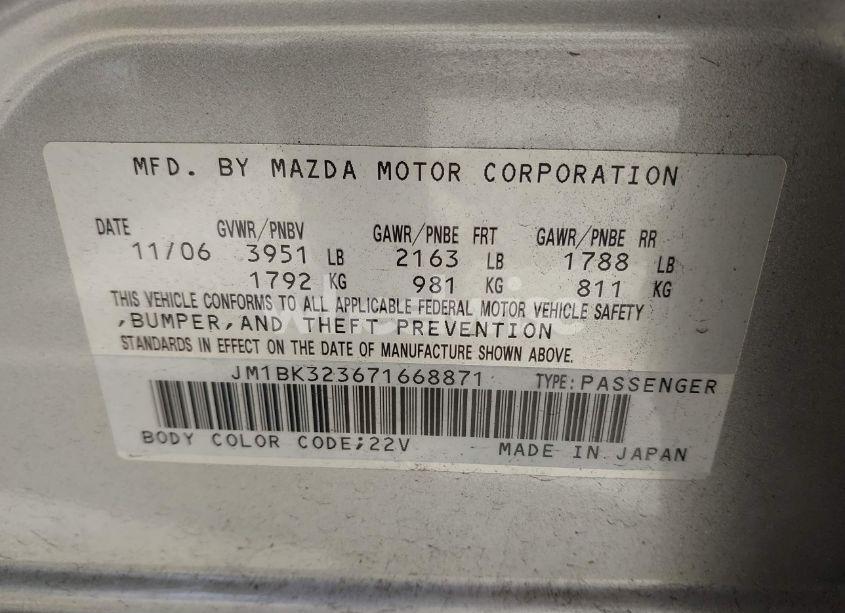 MFD. BY MAZDA MOTOR CORPORATION
DATE GVWR/PNBV GAWR/PNBE FRT GAWR/PNBE RR
11/06 3951 LB 2163 LB 1788 LB
1792 KG 981 KG 811 KG
THIS VEHICLE CONFORMS TO ALL APPLICABLE FEDERAL MOTOR VEHICLE SAFETY
,BUMPER,AND THEFT PREVENTION
STANDARDS IN EFFECT ON THE DATE OF MANUFACTURE SHOWN ABOVE.
JM1BK323671668871 TYPE:PASSENGER
BODY COLOR CODE;22V MADE IN JAPAN